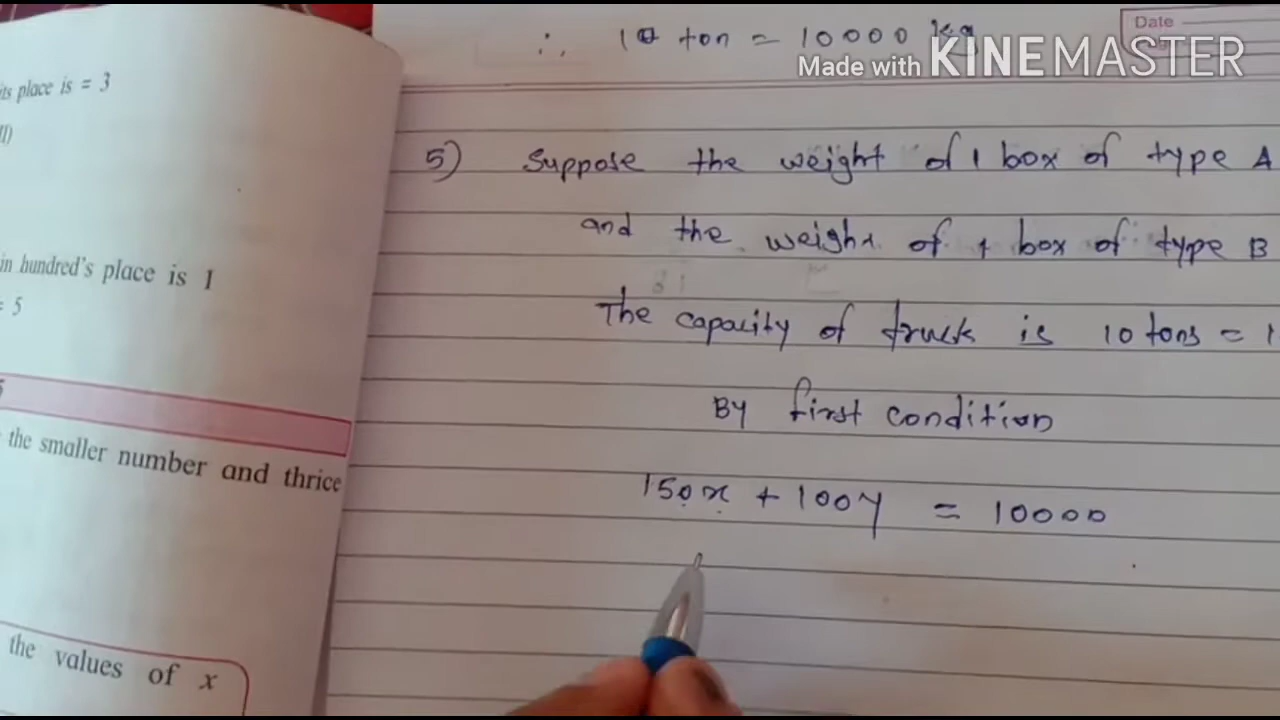 its place is = 3
II)
in hundred's place is 1
= 5
the smaller number and thrice
the values of x
Date
∴ 10 ton = 10000 kg
Made with KINEMASTER
5) Suppose the weight of 1 box of type A
and the weight of 1 box of type B
The capacity of truck is 10 tons = 1
By first condition
150x + 100y = 10000